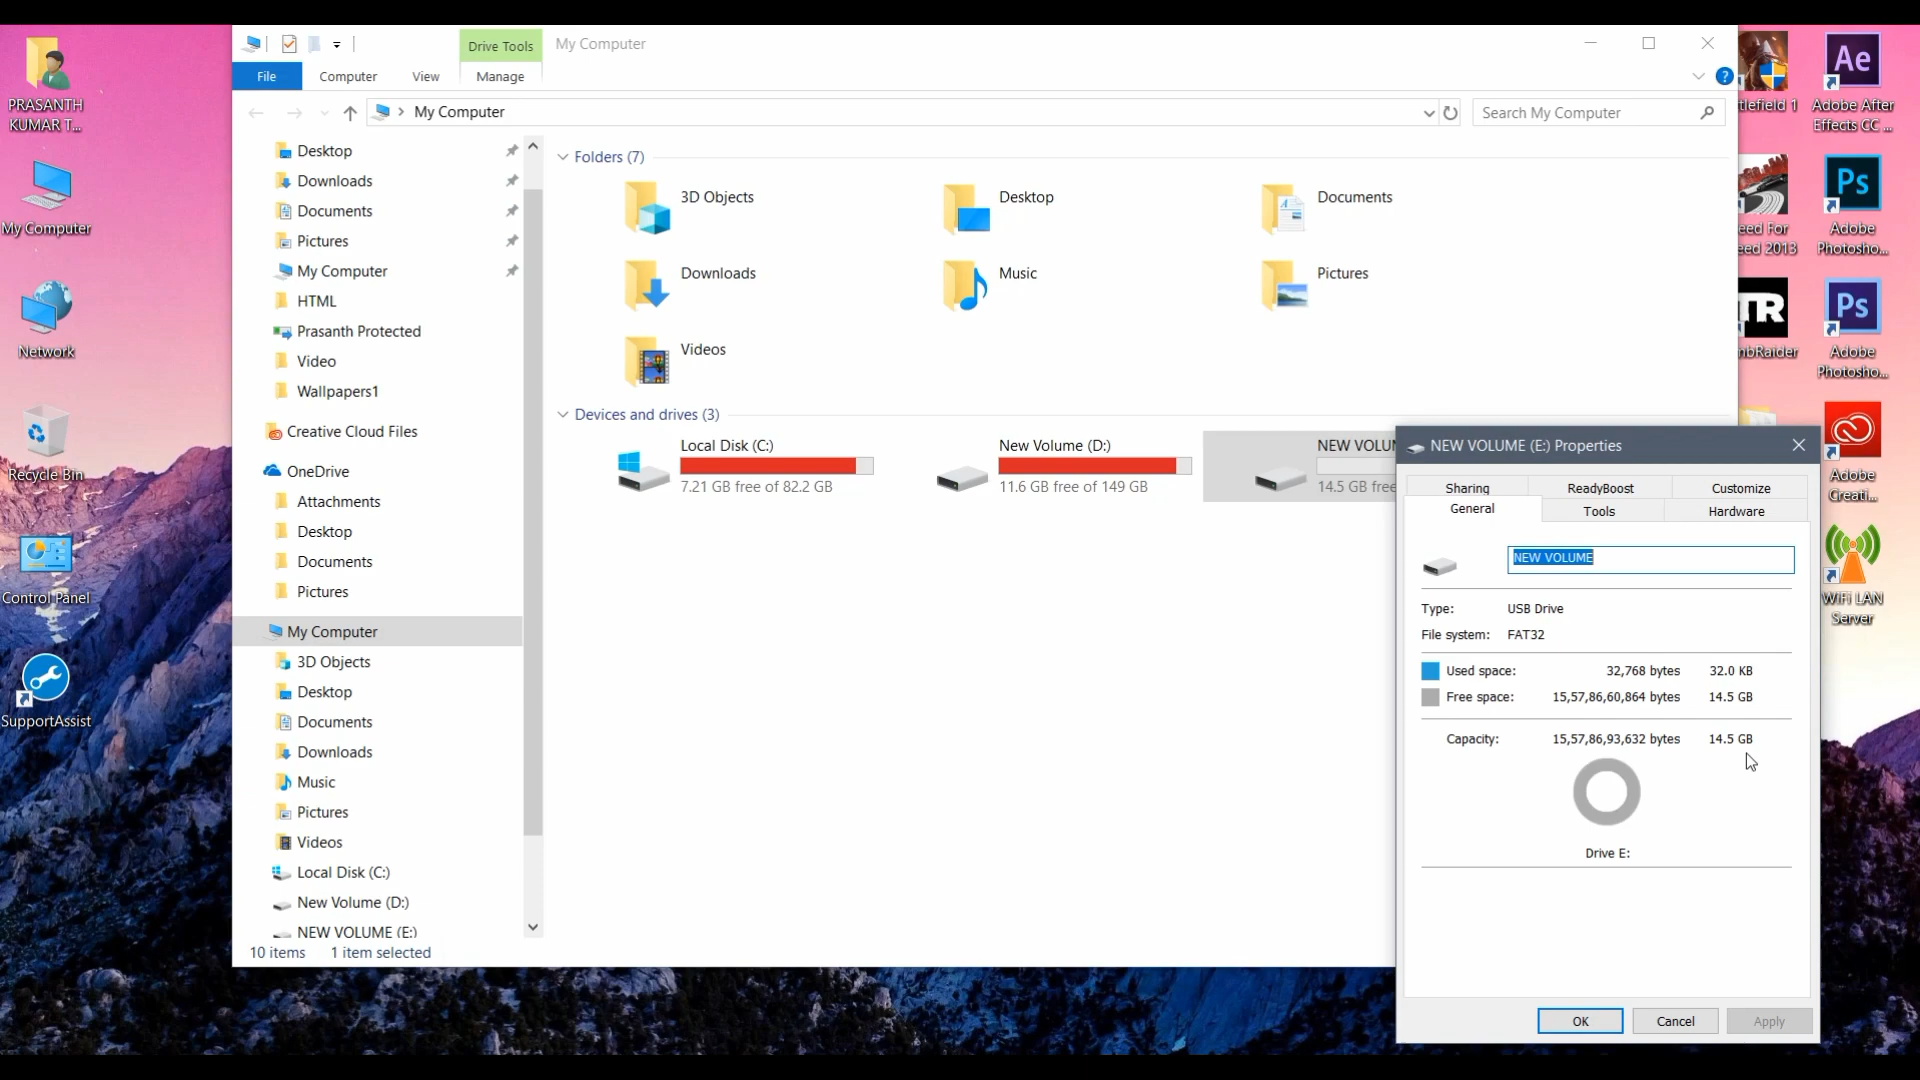 PRASANTH
KUMAR T...
My Computer
Network
Recycle Bin
Control Panel
SupportAssist
Drive Tools
My Computer
File
Computer
View
Manage
?
My Computer
Search My Computer
Desktop
Downloads
Documents
Pictures
My Computer
HTML
Prasanth Protected
Video
Wallpapers1
Creative Cloud Files
OneDrive
Attachments
Desktop
Documents
Pictures
My Computer
3D Objects
Desktop
Documents
Downloads
Music
Pictures
Videos
Local Disk (C:)
New Volume (D:)
NEW VOLUME (E:)
10 items
1 item selected
Folders (7)
3D Objects
Desktop
Documents
Downloads
Music
Pictures
Videos
Devices and drives (3)
Local Disk (C:)
7.21 GB free of 82.2 GB
New Volume (D:)
11.6 GB free of 149 GB
NEW VOLUM
14.5 GB free
NEW VOLUME (E:) Properties
Sharing
ReadyBoost
Customize
General
Tools
Hardware
NEW VOLUME
Type: USB Drive
File system: FAT32
Used space: 32,768 bytes 32.0 KB
Free space: 15,57,86,60,864 bytes 14.5 GB
Capacity: 15,57,86,93,632 bytes 14.5 GB
Drive E:
OK
Cancel
Apply
tlefield 1
eed For
eed 2013
TR
nbRaider
Ae
Adobe After
Effects CC ...
Ps
Adobe
Photosho...
Ps
Adobe
Photosho...
Adobe
Creati...
WiFi LAN
Server